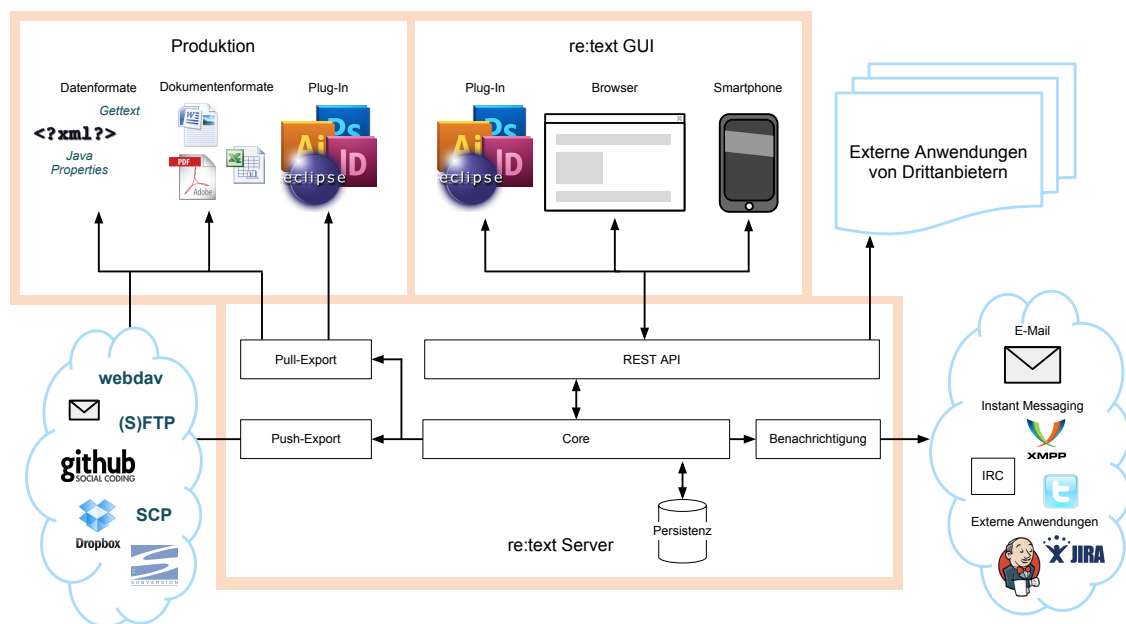 Produktion
Datenformate
Gettext
<?xml?>
Java
Properties
Dokumentenformate
W
PDF
Adobe
X
Plug-In
Ps
Ai
ID
eclipse
re:text GUI
Plug-In
Ps
Ai
ID
eclipse
Browser
Smartphone
Externe Anwendungen
von Drittanbietern
Pull-Export
REST API
Push-Export
Core
Benachrichtigung
Persistenz
re:text Server
webdav
(S)FTP
github
SOCIAL CODING
SCP
Dropbox
SUBVERSION
E-Mail
Instant Messaging
XMPP
IRC
t
Externe Anwendungen
JIRA